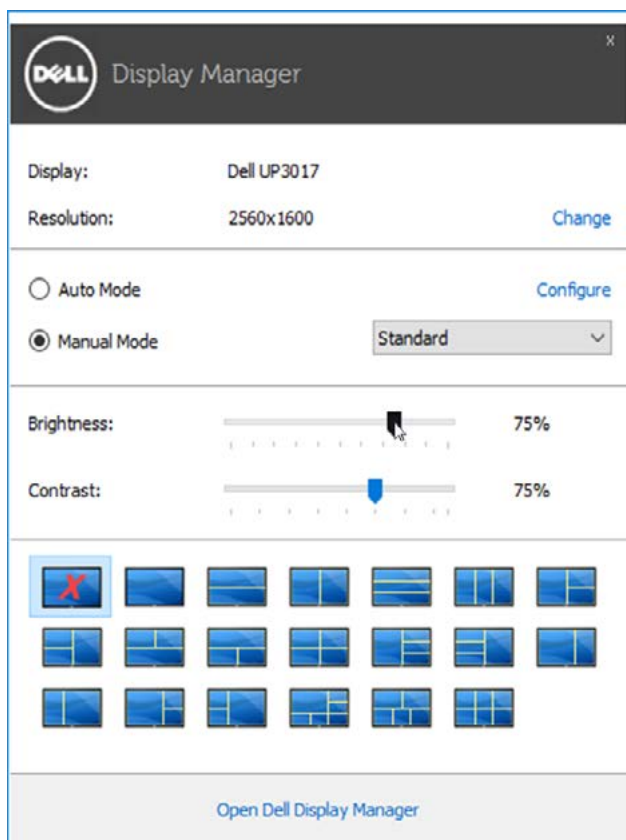 X
DELL Display Manager
Display: Dell UP3017
Resolution: 2560x1600 Change
Auto Mode Configure
Manual Mode Standard
Brightness: 75%
Contrast: 75%
X
Open Dell Display Manager